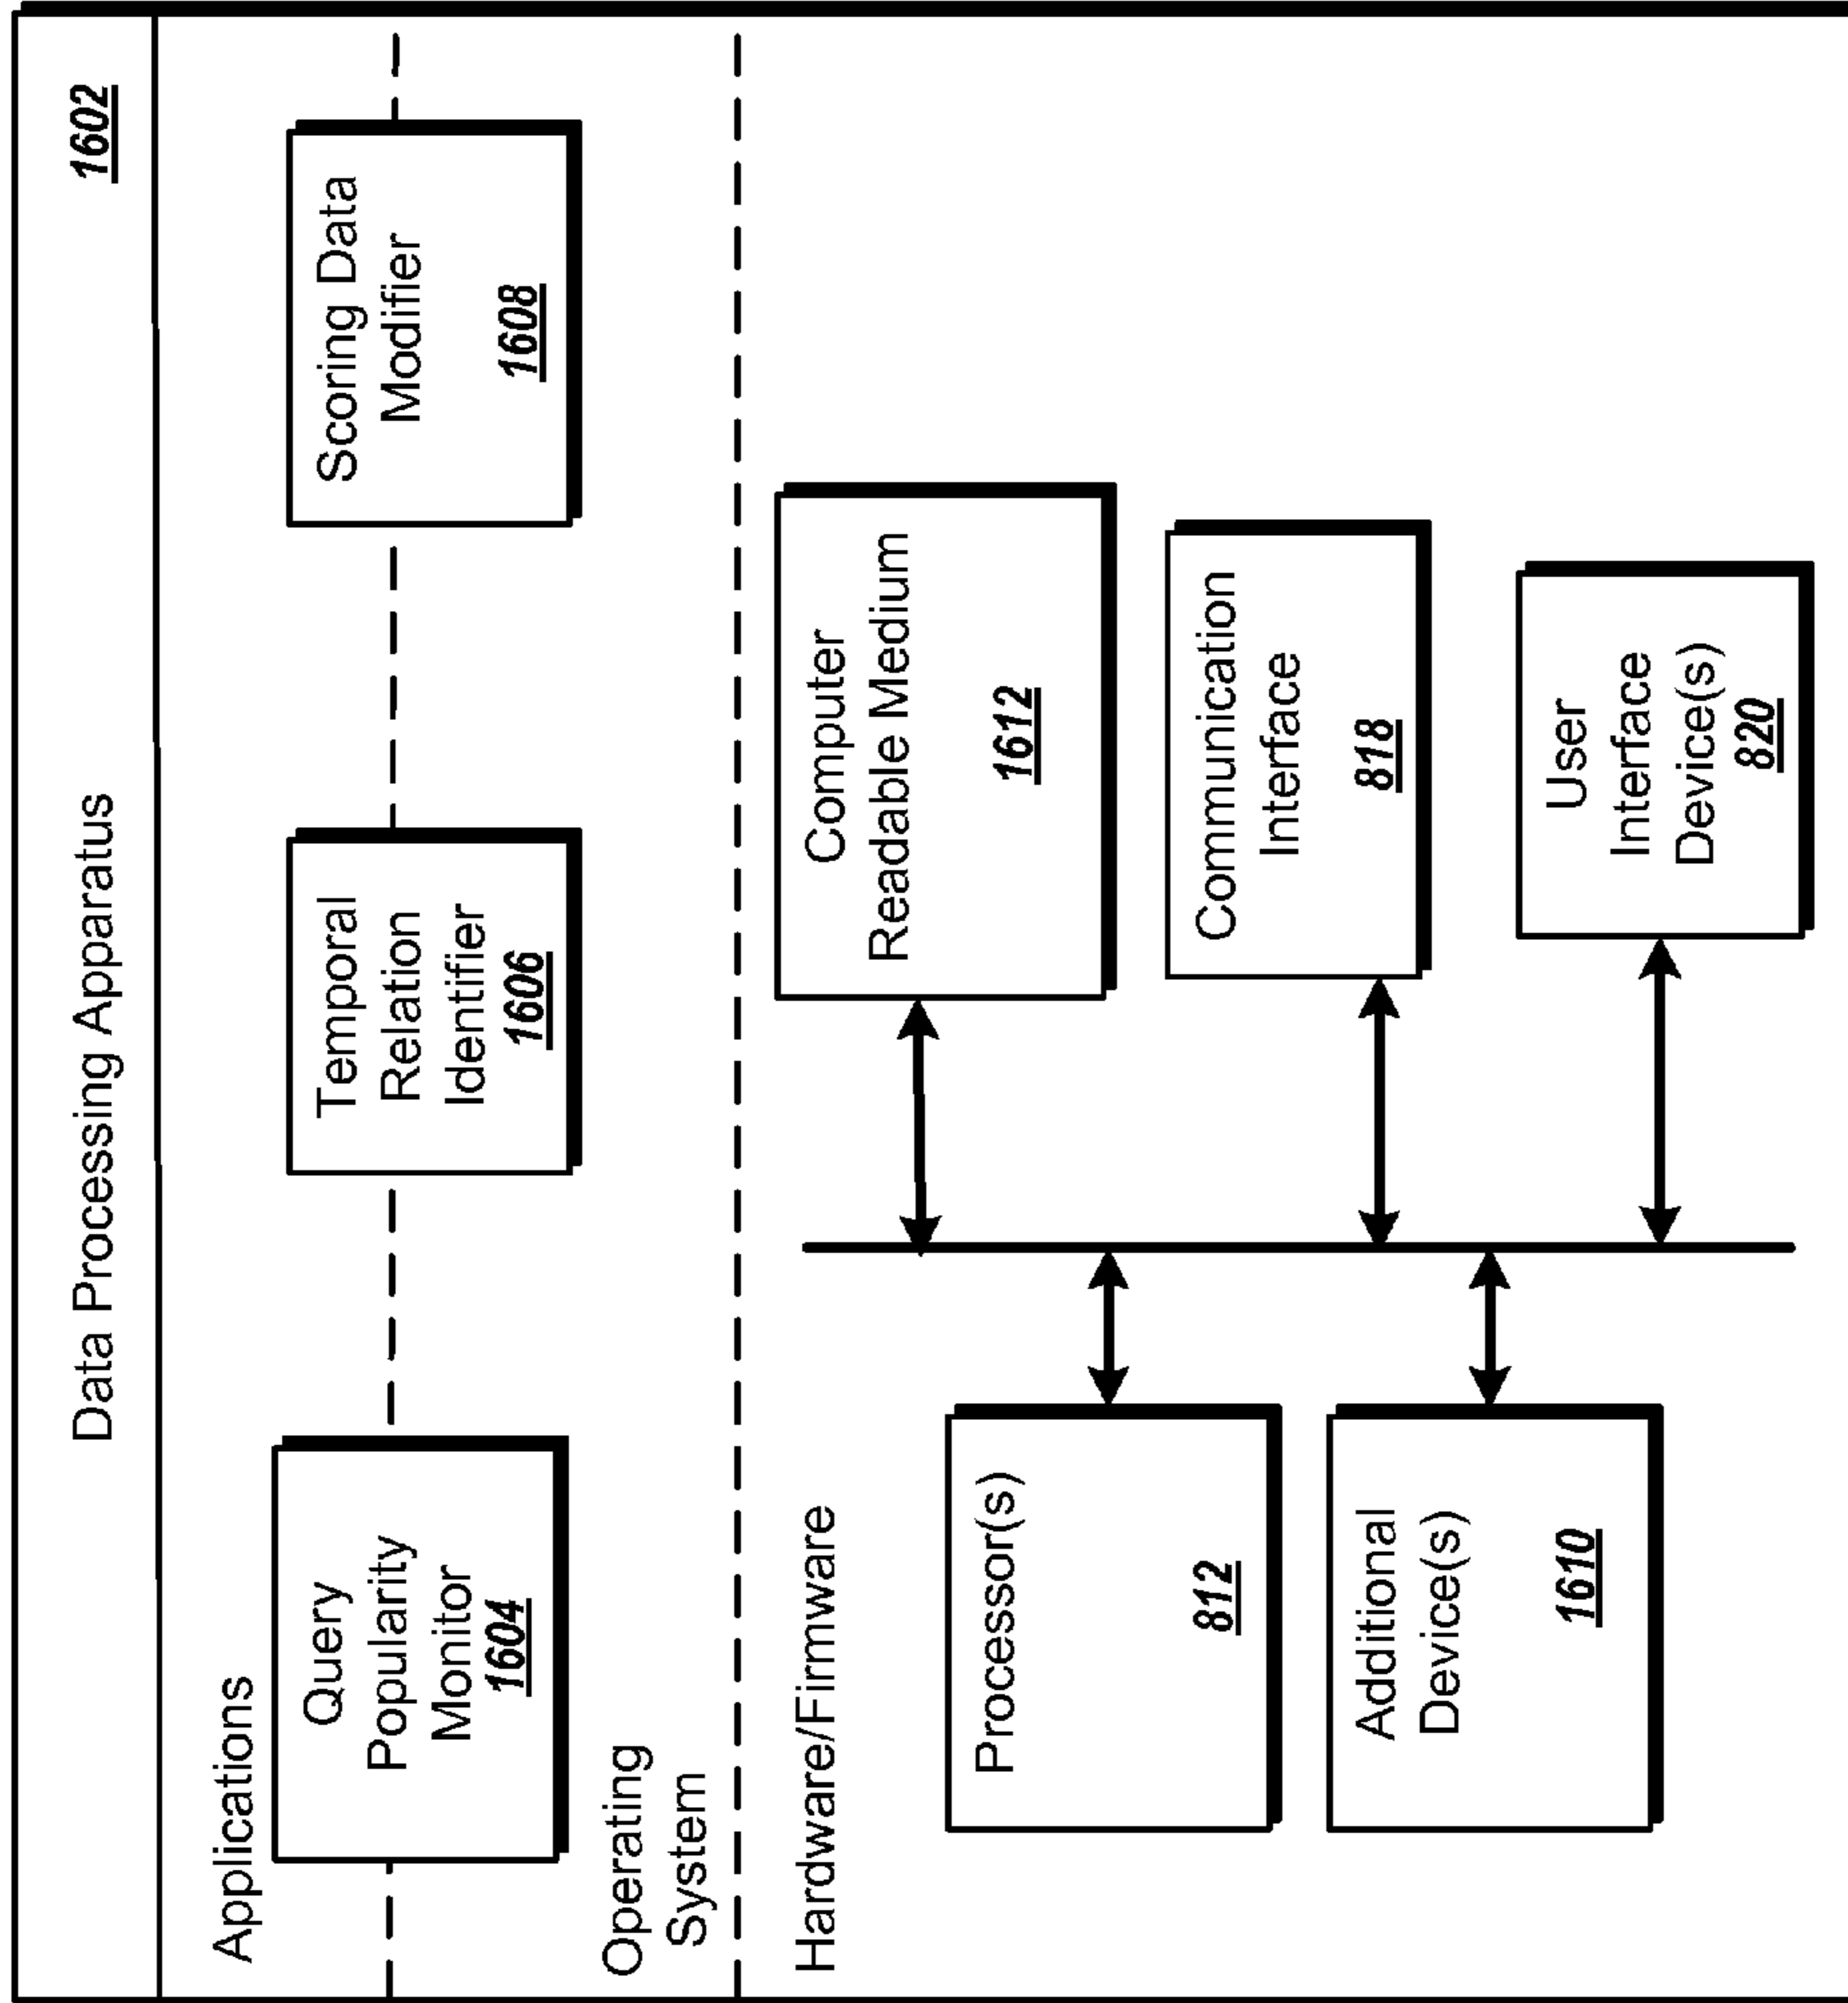 Data Processing Apparatus
1602
Applications
Query
Popularity
Monitor
1604
Temporal
Relation
Identifier
1606
Scoring Data
Modifier
1608
Operating
System
Hardware/Firmware
Processor(s)
812
Additional
Device(s)
1610
Computer
Readable Medium
1612
Communication
Interface
818
User
Interface
Device(s)
820